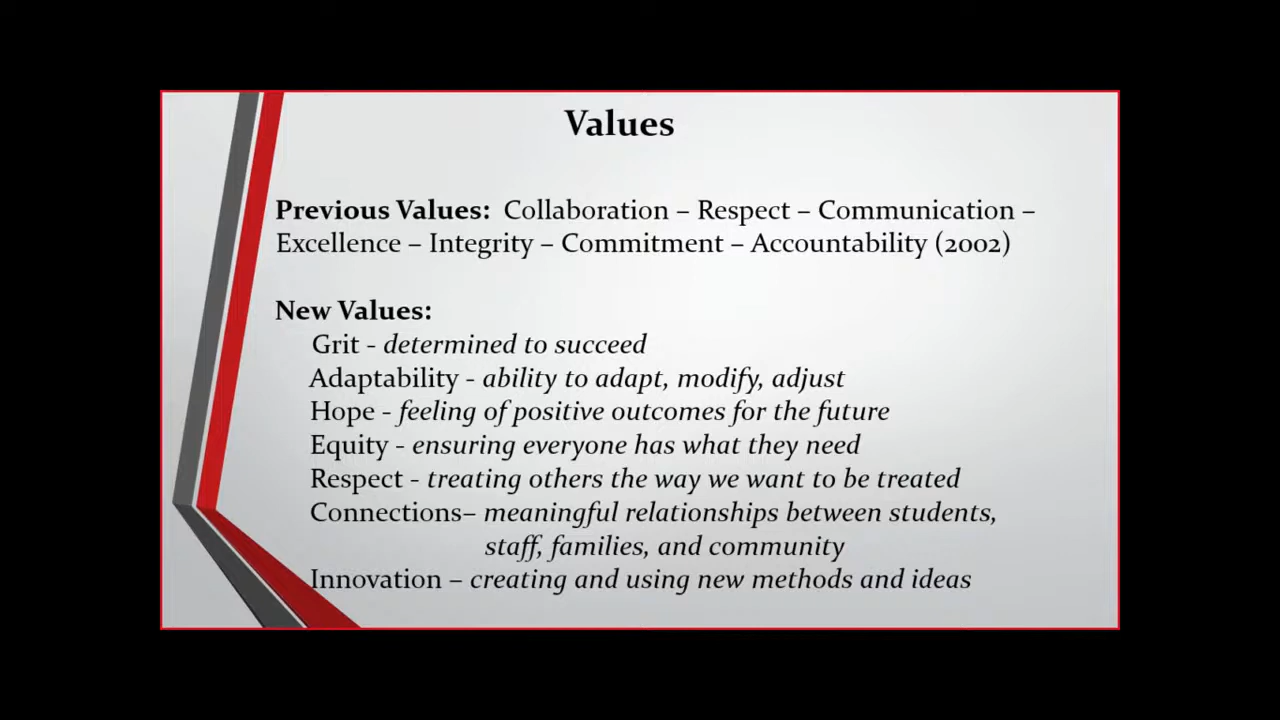 Values
Previous Values: Collaboration – Respect – Communication –
Excellence – Integrity – Commitment – Accountability (2002)
New Values:
Grit - determined to succeed
Adaptability - ability to adapt, modify, adjust
Hope - feeling of positive outcomes for the future
Equity - ensuring everyone has what they need
Respect - treating others the way we want to be treated
Connections– meaningful relationships between students,
staff, families, and community
Innovation – creating and using new methods and ideas